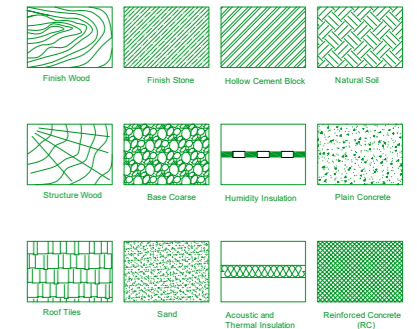 Finish Wood
Finish Stone
Hollow Cement Block
Natural Soil
Structure Wood
Base Coarse
Humidity Insulation
Plain Concrete
Roof Tiles
Sand
Acoustic and
Thermal Insulation
Reinforced Concrete
(RC)